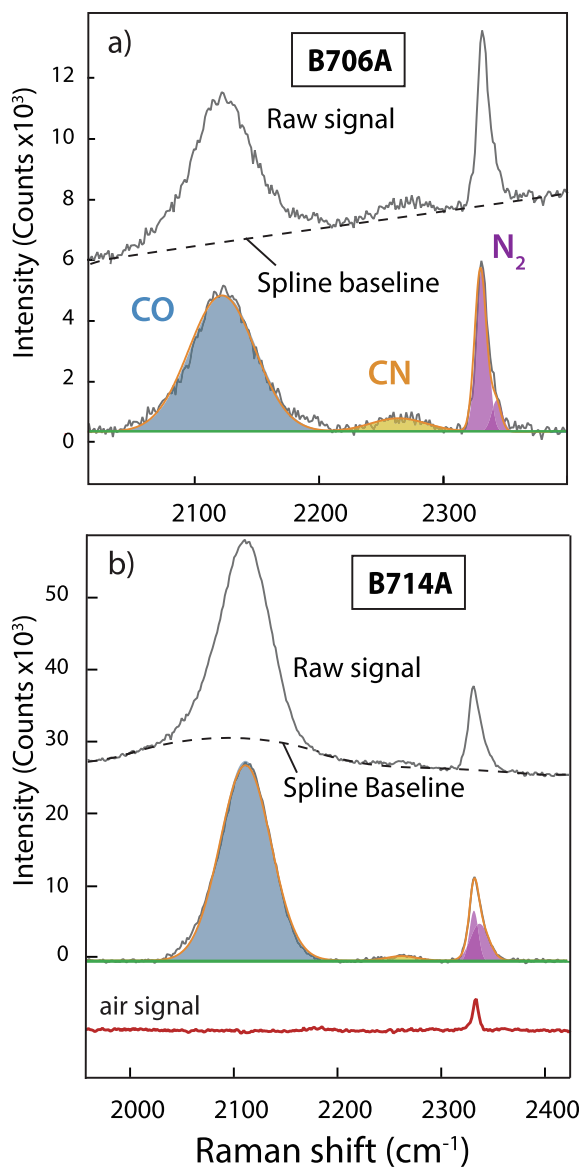 a)
B706A
Raw signal
Spline baseline
N₂
CO
CN
Intensity (Counts x10³)
12
10
8
6
4
2
0
2100
2200
2300
b)
B714A
Raw signal
Spline Baseline
Intensity (Counts x10³)
50
40
30
20
10
0
air signal
2000
2100
2200
2300
2400
Raman shift (cm⁻¹)